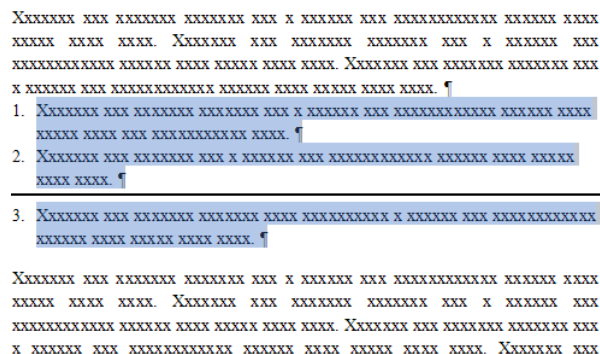 Xxxxxxx xxx xxxxxxx xxxxxxx xxx x xxxxxx xxx xxxxxxxxxxxx xxxxxx xxxx
xxxxx xxxx xxxx. Xxxxxxx xxx xxxxxxx xxxxxxx xxx x xxxxxx xxx
xxxxxxxxxxxx xxxxxx xxxx xxxxx xxxx xxxx. Xxxxxxx xxx xxxxxxx xxxxxxx xxx
x xxxxxx xxx xxxxxxxxxxxx xxxxxx xxxx xxxxx xxxx xxxx. ¶
1. Xxxxxxx xxx xxxxxxx xxxxxxx xxx x xxxxxx xxx xxxxxxxxxxxx xxxxxx xxxx
xxxxx xxxx xxx xxxxxxxxxxx xxxx. ¶
2. Xxxxxxx xxx xxxxxxx xxx x xxxxxx xxx xxxxxxxxxxxx xxxxxx xxxx xxxxx
xxxx xxxx. ¶
3. Xxxxxxx xxx xxxxxxx xxxxxxx xxxx xxxxxxxxxx x xxxxxx xxx xxxxxxxxxxxx
xxxxxx xxxx xxxxx xxxx xxxx. ¶
Xxxxxxx xxx xxxxxxx xxxxxxx xxx x xxxxxx xxx xxxxxxxxxxxx xxxxxx xxxx
xxxxx xxxx xxxx. Xxxxxxx xxx xxxxxxx xxxxxxx xxx x xxxxxx xxx
xxxxxxxxxxxx xxxxxx xxxx xxxxx xxxx xxxx. Xxxxxxx xxx xxxxxxx xxxxxxx xxx
x xxxxxx xxx xxxxxxxxxxxx xxxxxx xxxx xxxxx xxxx xxxx. Xxxxxxx xxx